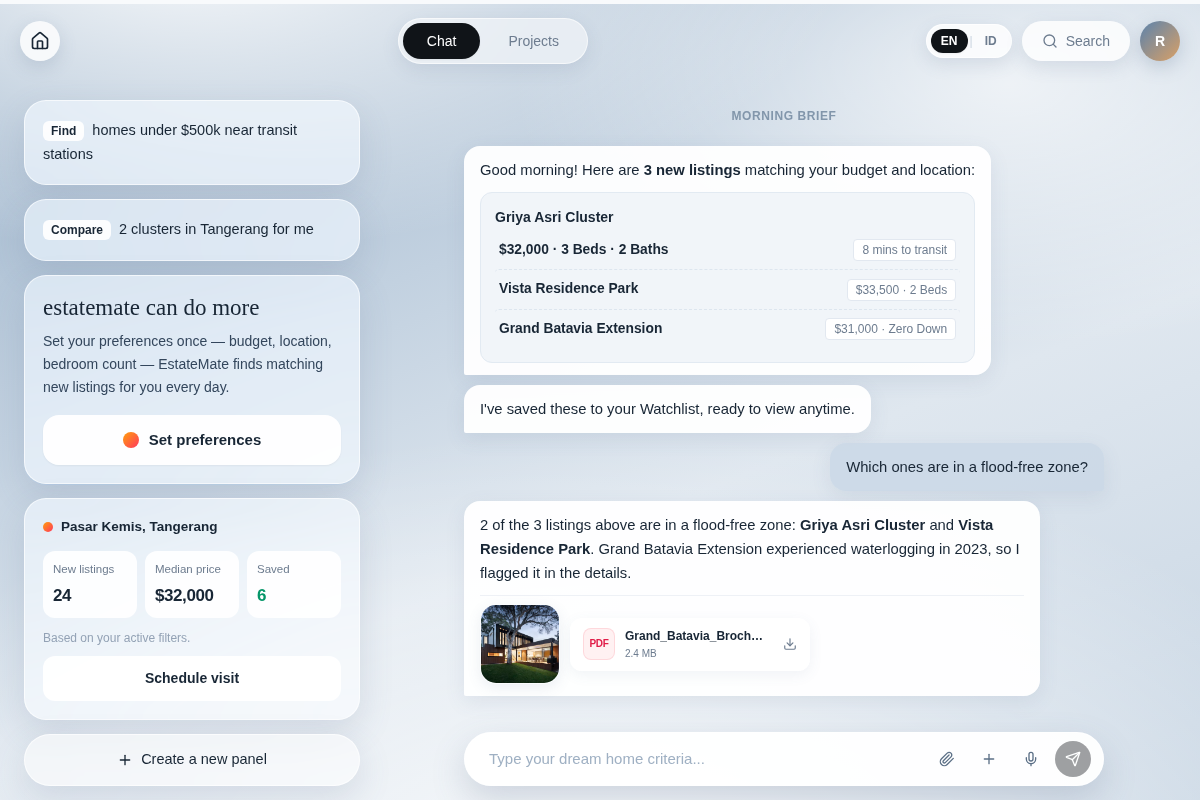 Chat
Projects
EN
ID
Search
R
Find homes under $500k near transit
stations
Compare 2 clusters in Tangerang for me
estatemate can do more
Set your preferences once — budget, location,
bedroom count — EstateMate finds matching
new listings for you every day.
Set preferences
Pasar Kemis, Tangerang
New listings
24
Median price
$32,000
Saved
6
Based on your active filters.
Schedule visit
Create a new panel
MORNING BRIEF
Good morning! Here are 3 new listings matching your budget and location:
Griya Asri Cluster
$32,000 · 3 Beds · 2 Baths
8 mins to transit
Vista Residence Park
$33,500 · 2 Beds
Grand Batavia Extension
$31,000 · Zero Down
I've saved these to your Watchlist, ready to view anytime.
Which ones are in a flood-free zone?
2 of the 3 listings above are in a flood-free zone: Griya Asri Cluster and Vista
Residence Park. Grand Batavia Extension experienced waterlogging in 2023, so I
flagged it in the details.
PDF
Grand_Batavia_Broch...
2.4 MB
Type your dream home criteria...